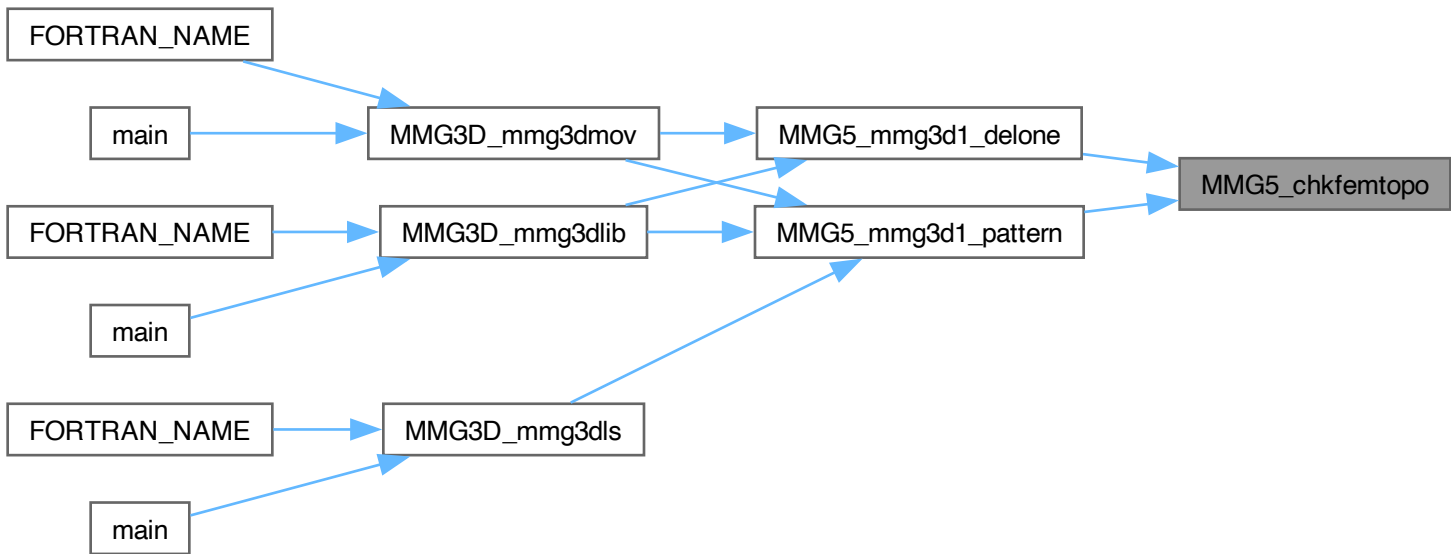 FORTRAN_NAME
main
MMG3D_mmg3dmov
MMG5_mmg3d1_delone
MMG5_chkfemtopo
FORTRAN_NAME
MMG3D_mmg3dlib
MMG5_mmg3d1_pattern
main
FORTRAN_NAME
MMG3D_mmg3dls
main